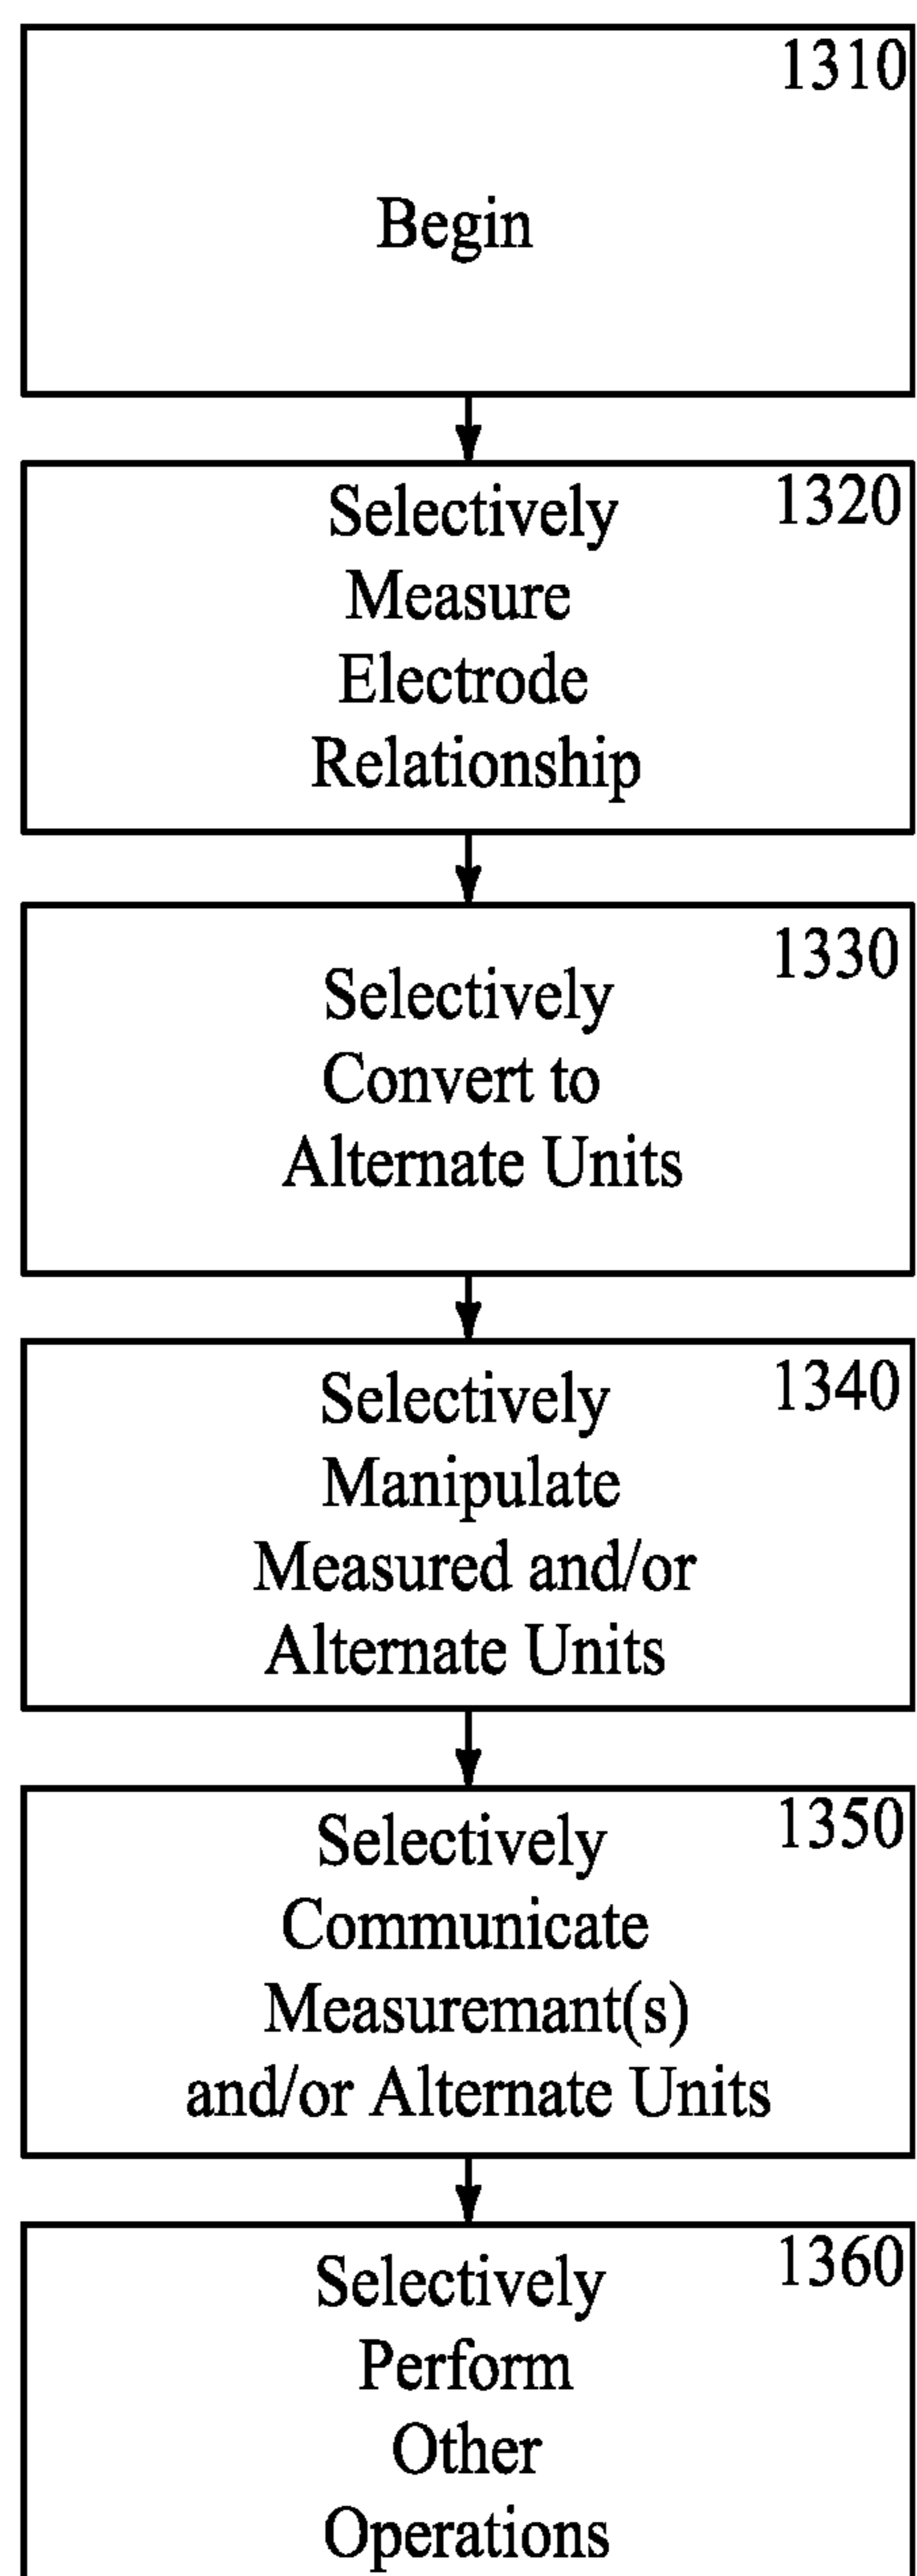 1310
Begin
1320
Selectively
Measure
Electrode
Relationship
1330
Selectively
Convert to
Alternate Units
1340
Selectively
Manipulate
Measured and/or
Alternate Units
1350
Selectively
Communicate
Measuremant(s)
and/or Alternate Units
1360
Selectively
Perform
Other
Operations